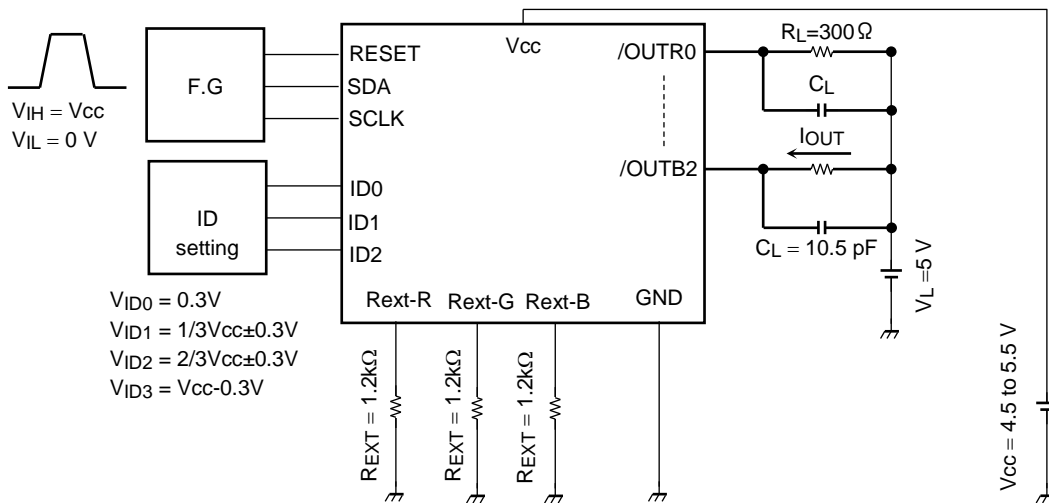 VIH = Vcc
VIL = 0 V
F.G
RESET
SDA
SCLK
ID
setting
ID0
ID1
ID2
VID0 = 0.3V
VID1 = 1/3Vcc±0.3V
VID2 = 2/3Vcc±0.3V
VID3 = Vcc-0.3V
Vcc
/OUTR0
/OUTB2
Rext-R
Rext-G
Rext-B
GND
REXT = 1.2kΩ
REXT = 1.2kΩ
REXT = 1.2kΩ
RL=300 Ω
CL
IOUT
CL = 10.5 pF
VL =5 V
Vcc = 4.5 to 5.5 V